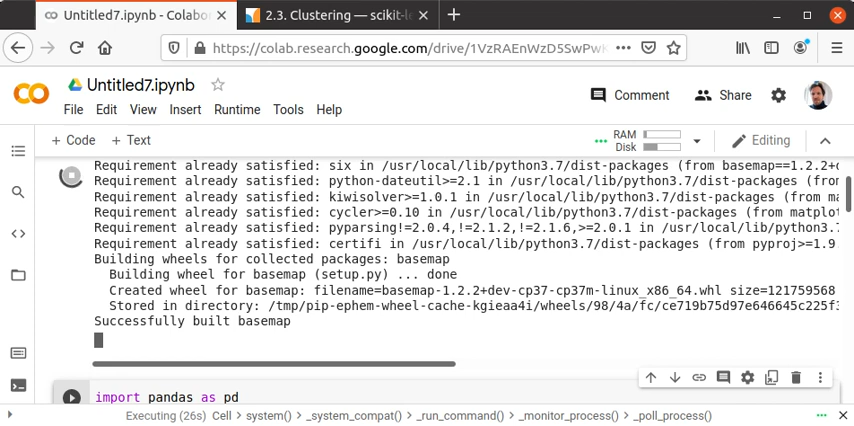 Untitled7.ipynb - Colabo
2.3. Clustering — scikit-le
https://colab.research.google.com/drive/1VzRAEnWzD5SwPwK
Untitled7.ipynb
Comment
Share
File Edit View Insert Runtime Tools Help
+ Code + Text
RAM
Disk
Editing
Requirement already satisfied: six in /usr/local/lib/python3.7/dist-packages (from basemap==1.2.2+d
Requirement already satisfied: python-dateutil>=2.1 in /usr/local/lib/python3.7/dist-packages (from
Requirement already satisfied: kiwisolver>=1.0.1 in /usr/local/lib/python3.7/dist-packages (from ma
Requirement already satisfied: cycler>=0.10 in /usr/local/lib/python3.7/dist-packages (from matplot
Requirement already satisfied: pyparsing!=2.0.4,!=2.1.2,!=2.1.6,>=2.0.1 in /usr/local/lib/python3.7
Requirement already satisfied: certifi in /usr/local/lib/python3.7/dist-packages (from pyproj>=1.9.
Building wheels for collected packages: basemap
Building wheel for basemap (setup.py) ... done
Created wheel for basemap: filename=basemap-1.2.2+dev-cp37-cp37m-linux_x86_64.whl size=121759568
Stored in directory: /tmp/pip-ephem-wheel-cache-kgieaa4i/wheels/98/4a/fc/ce719b75d97e646645c225f3
Successfully built basemap
import pandas as pd
Executing (26s) Cell > system() > _system_compat() > _run_command() > _monitor_process() > _poll_process()